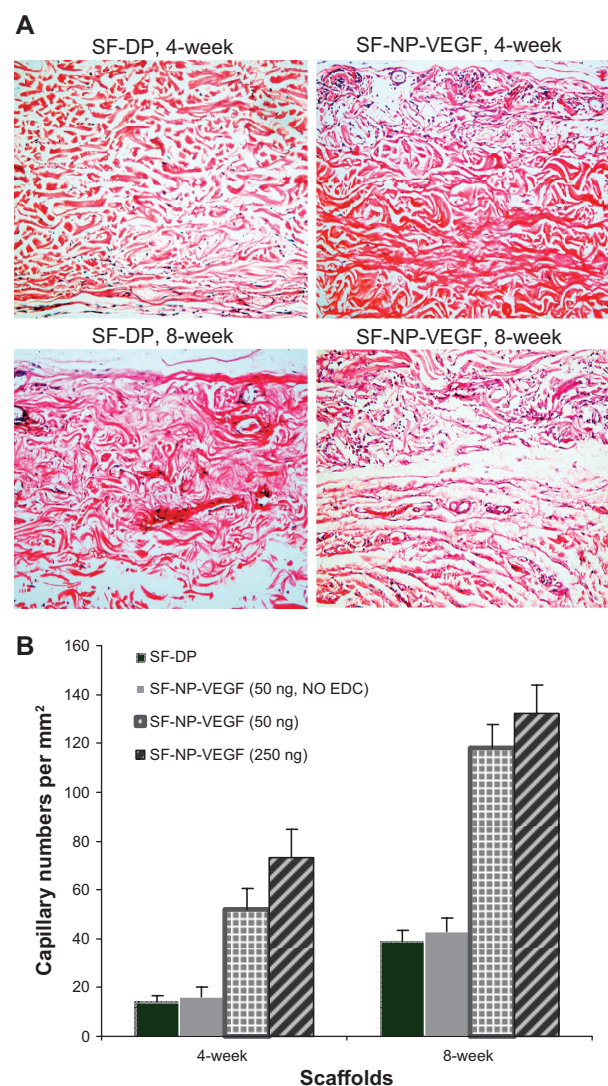 A
SF-DP, 4-week
SF-NP-VEGF, 4-week
SF-DP, 8-week
SF-NP-VEGF, 8-week
B
Capillary numbers per mm²
160
140
120
100
80
60
40
20
0
SF-DP
SF-NP-VEGF (50 ng, NO EDC)
SF-NP-VEGF (50 ng)
SF-NP-VEGF (250 ng)
4-week
8-week
Scaffolds